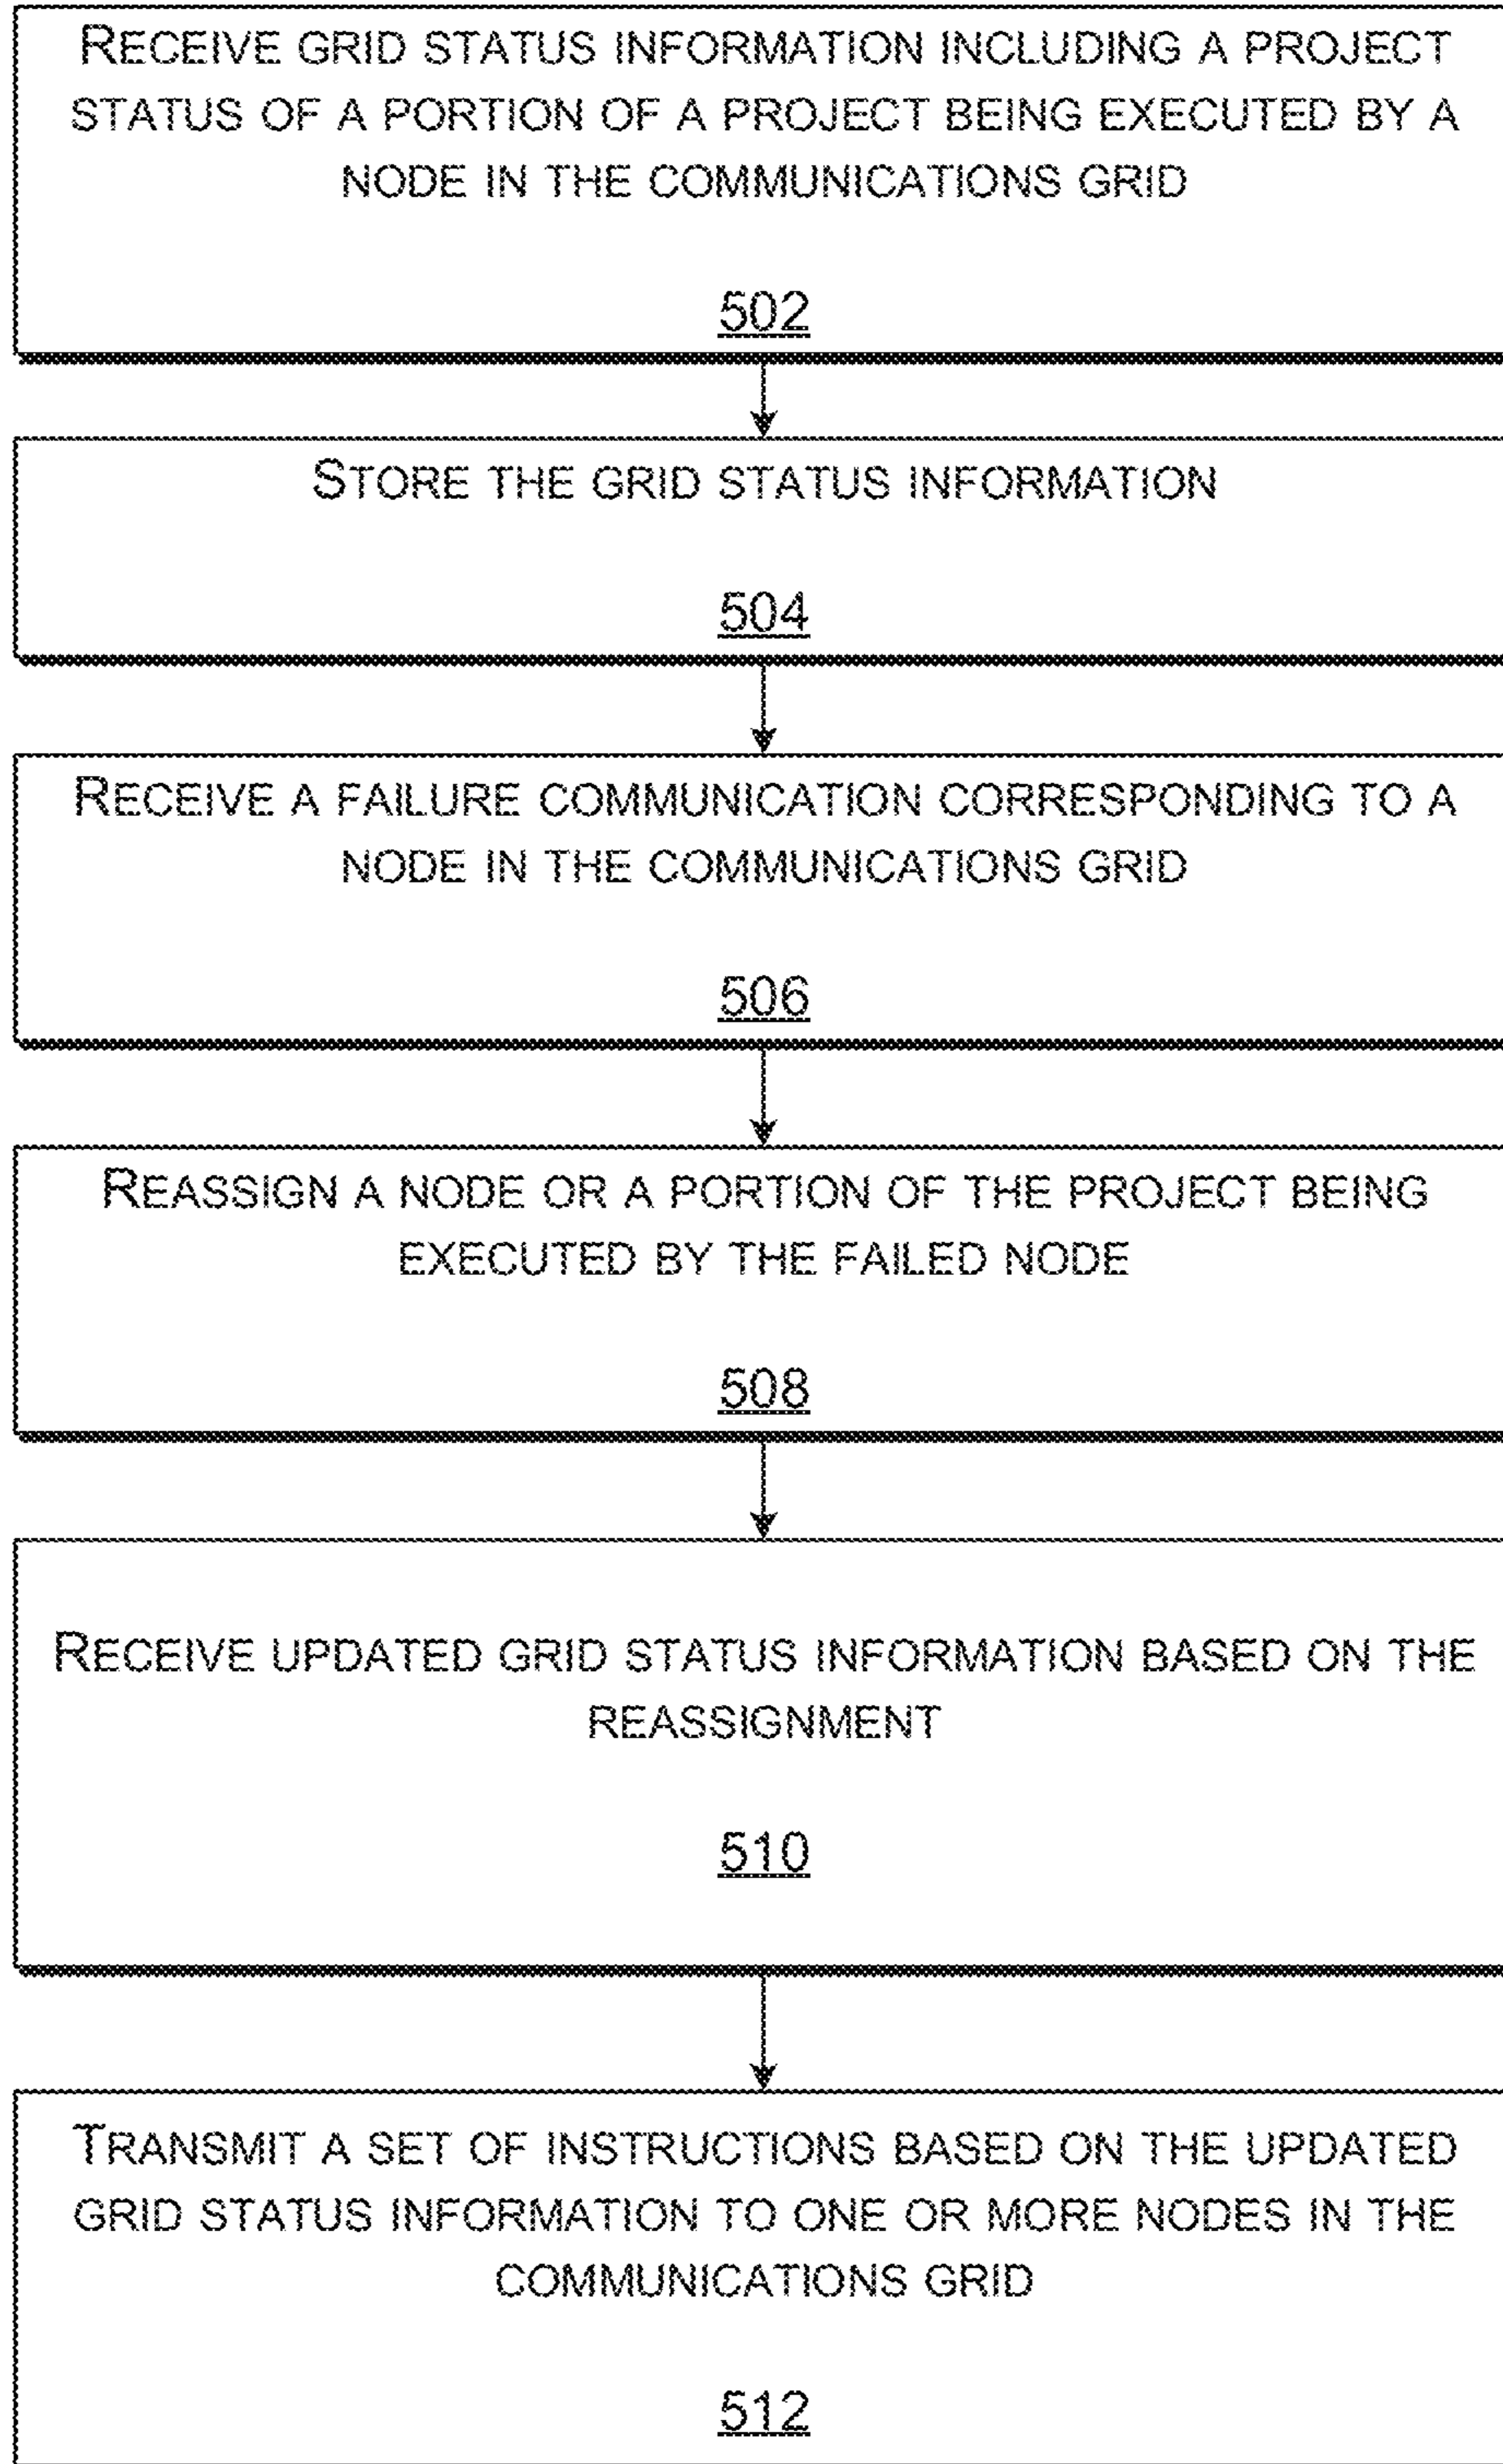 RECEIVE GRID STATUS INFORMATION INCLUDING A PROJECT
STATUS OF A PORTION OF A PROJECT BEING EXECUTED BY A
NODE IN THE COMMUNICATIONS GRID
502
STORE THE GRID STATUS INFORMATION
504
RECEIVE A FAILURE COMMUNICATION CORRESPONDING TO A
NODE IN THE COMMUNICATIONS GRID
506
REASSIGN A NODE OR A PORTION OF THE PROJECT BEING
EXECUTED BY THE FAILED NODE
508
RECEIVE UPDATED GRID STATUS INFORMATION BASED ON THE
REASSIGNMENT
510
TRANSMIT A SET OF INSTRUCTIONS BASED ON THE UPDATED
GRID STATUS INFORMATION TO ONE OR MORE NODES IN THE
COMMUNICATIONS GRID
512